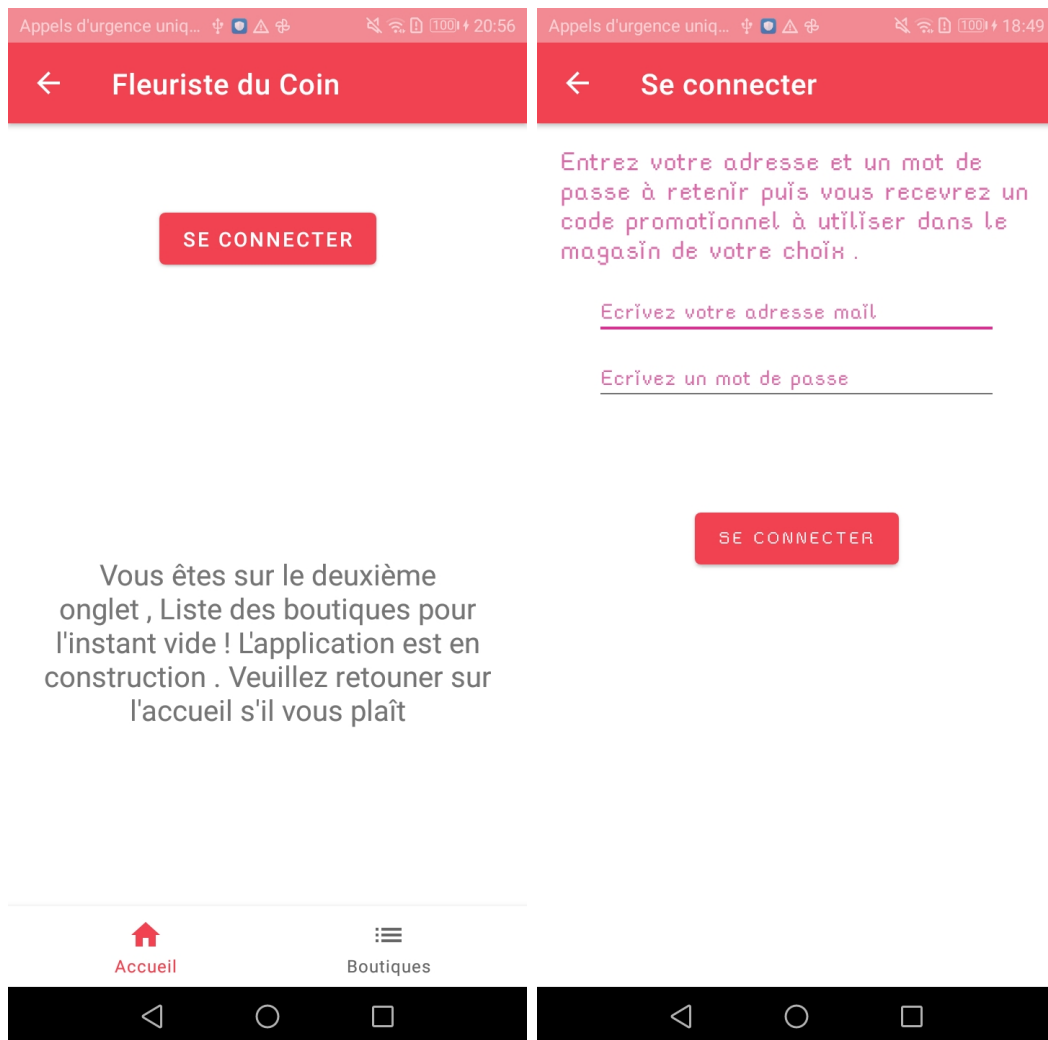 Appels d'urgence uniq... 100 20:56
Fleuriste du Coin
SE CONNECTER
Vous êtes sur le deuxième
onglet , Liste des boutiques pour
l'instant vide ! L'application est en
construction . Veuillez retouner sur
l'accueil s'il vous plaît
Accueil
Boutiques
Appels d'urgence uniq... 100 18:49
Se connecter
Entrez votre adresse et un mot de
passe à retenir puis vous recevrez un
code promotionnel à utiliser dans le
magasin de votre choix .
Ecrivez votre adresse mail
Ecrivez un mot de passe
SE CONNECTER